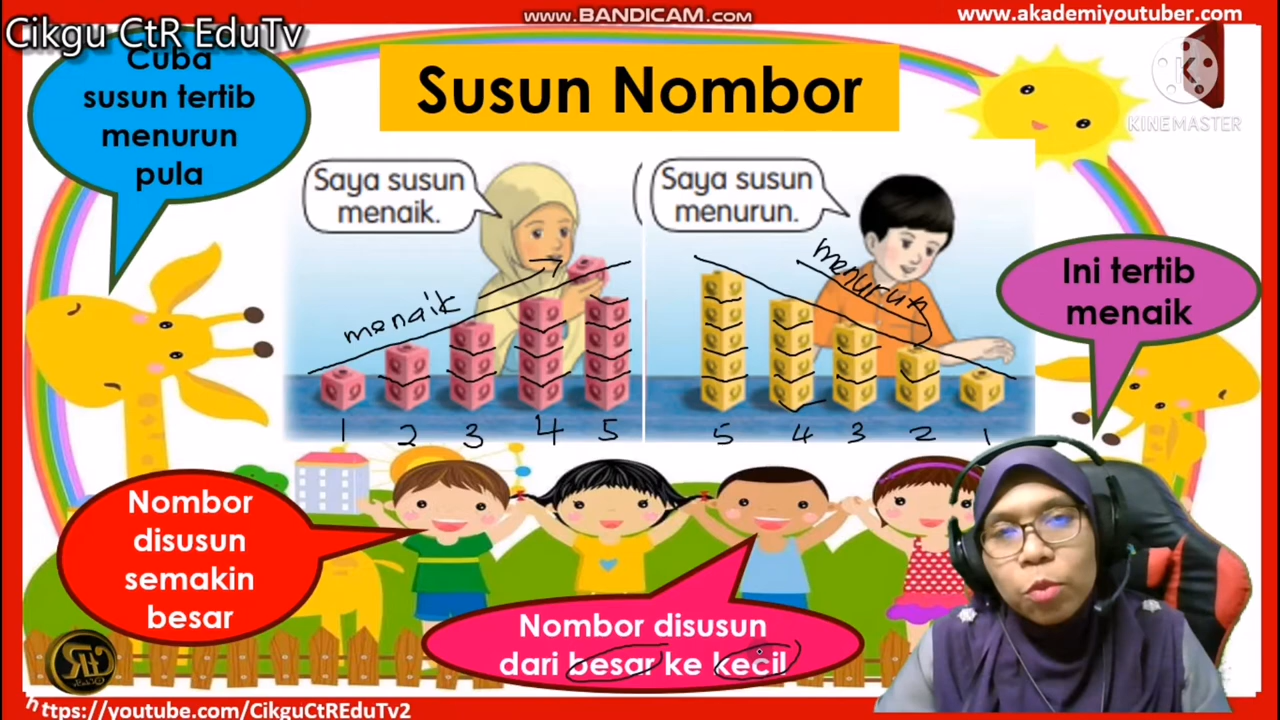 www.BANDICAM.com
www.akademiyoutuber.com
Cikgu CtR EduTv
KINEMASTER
Susun Nombor
Cuba
susun tertib
menurun
pula
Saya susun
menaik.
Saya susun
menurun.
menaik
menurun
Ini tertib
menaik
1 2 3 4 5
5 4 3 2 1
Nombor
disusun
semakin
besar
Nombor disusun
dari besar ke kecil
https://youtube.com/CikguCtREduTv2